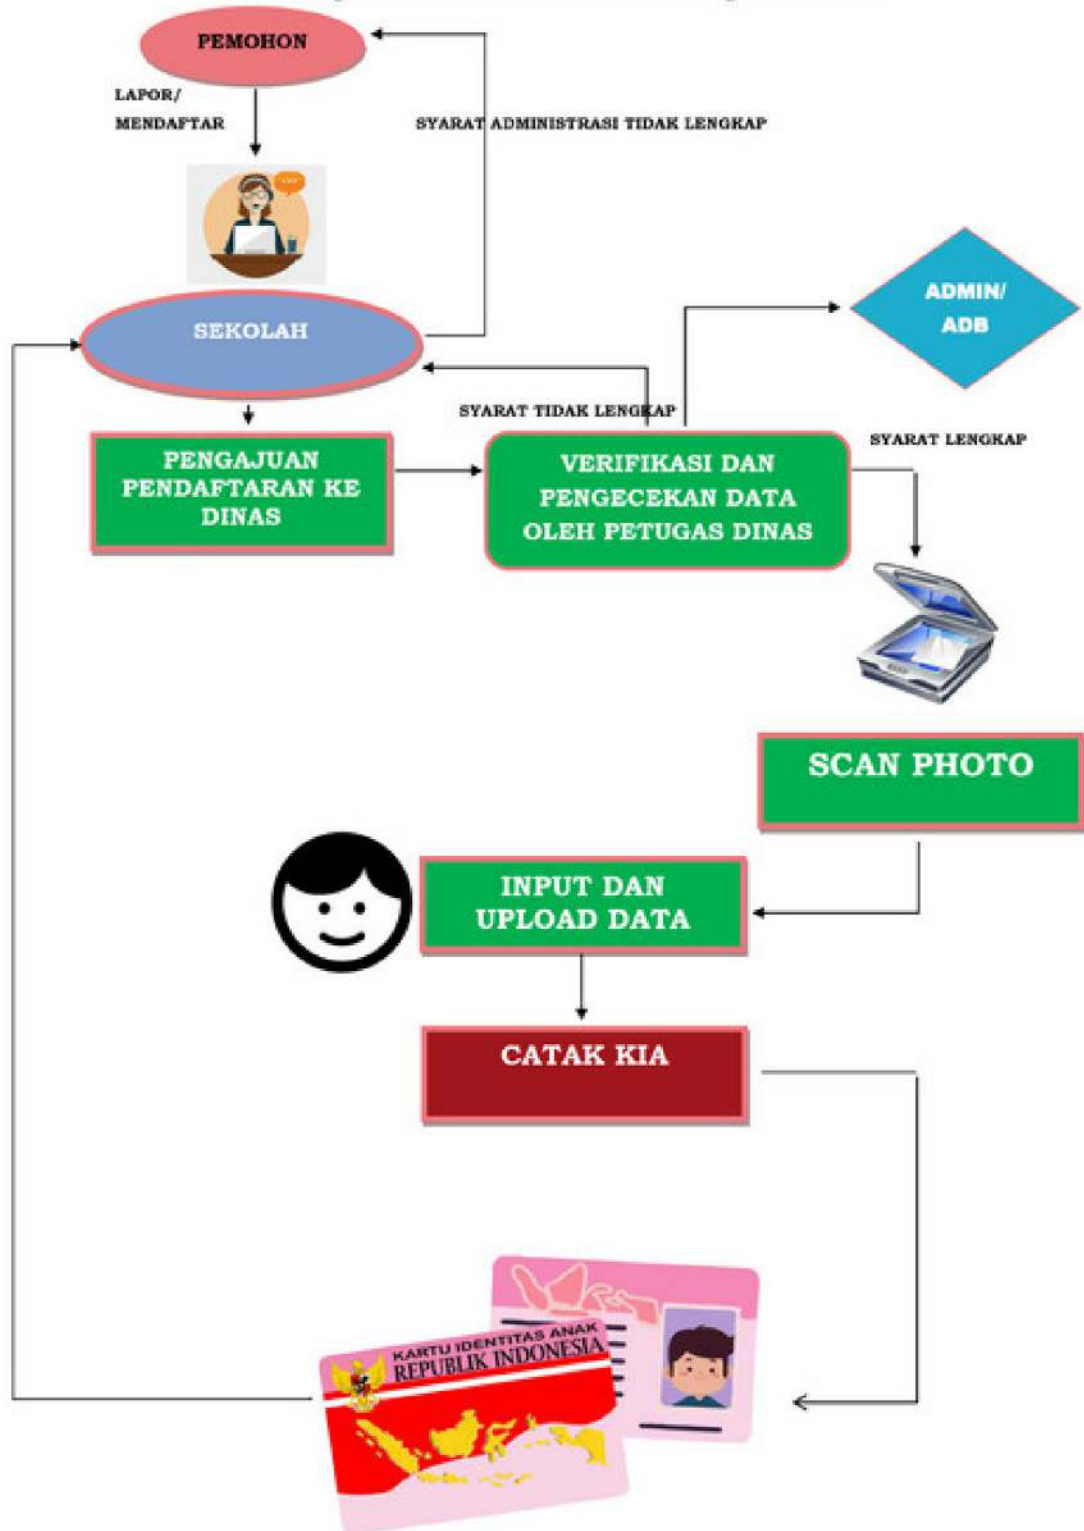 PEMOHON
LAPOR/
MENDAFTAR
SYARAT ADMINISTRASI TIDAK LENGKAP
ADMIN/
ADB
SEKOLAH
SYARAT TIDAK LENGKAP
SYARAT LENGKAP
PENGAJUAN
PENDAFTARAN KE
DINAS
VERIFIKASI DAN
PENGECEKAN DATA
OLEH PETUGAS DINAS
SCAN PHOTO
INPUT DAN
UPLOAD DATA
CATAK KIA
KARTU IDENTITAS ANAK
REPUBLIK INDONESIA